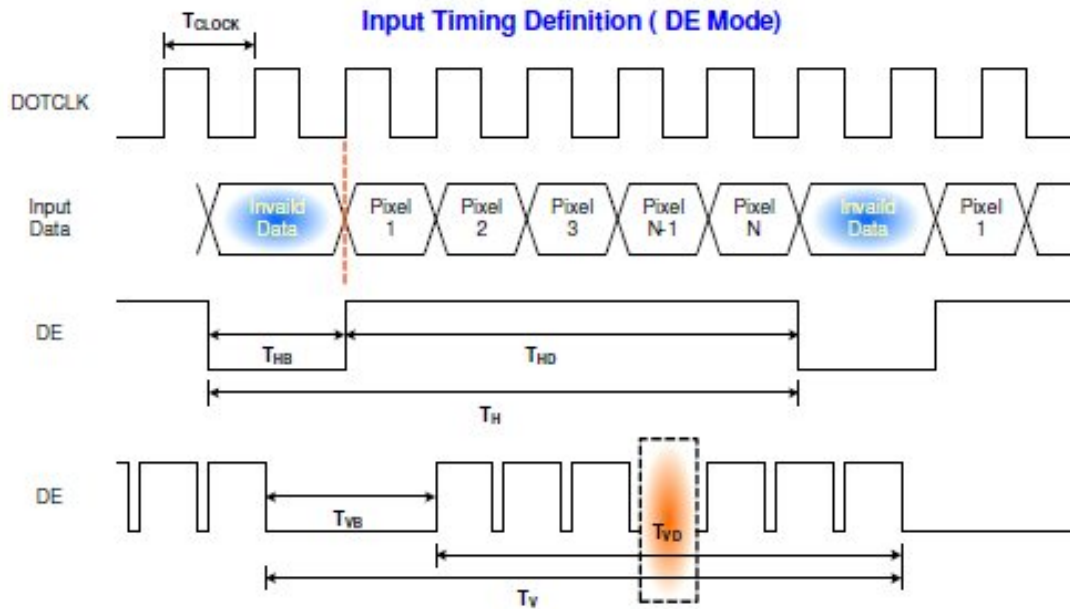 Input Timing Definition ( DE Mode)
TCLOCK
DOTCLK
Input
Data
Invaild
Data
Pixel
1
Pixel
2
Pixel
3
Pixel
N-1
Pixel
N
Invaild
Data
Pixel
1
DE
THB
THD
TH
DE
TVB
TVD
TV